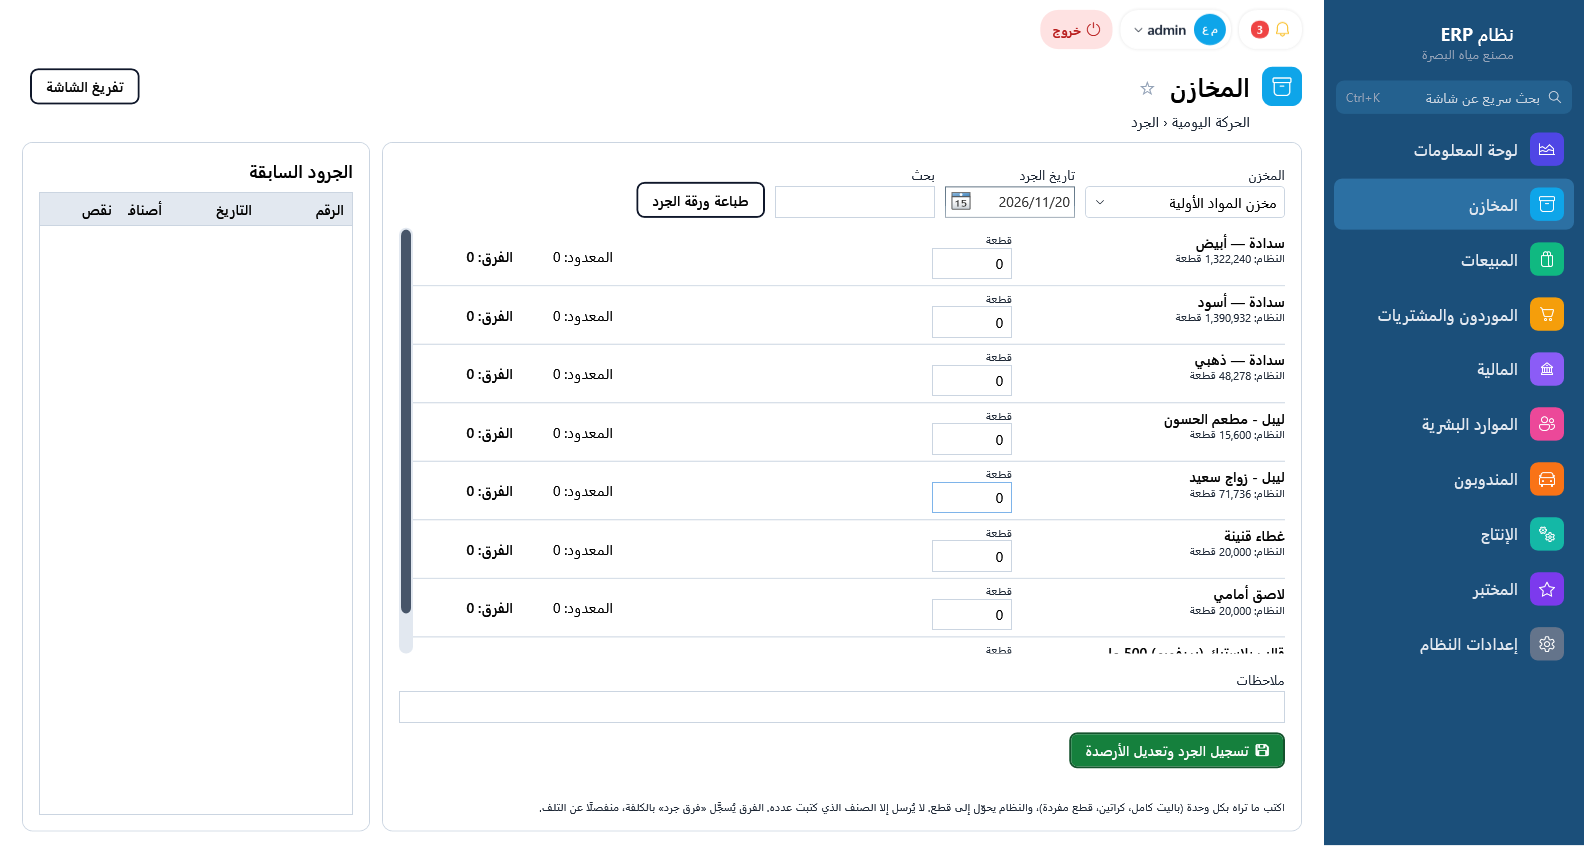 نظام ERP
مصنع مياه البصرة
بحث سريع عن شاشة Ctrl+K
لوحة المعلومات
المخازن
المبيعات
الموردون والمشتريات
المالية
الموارد البشرية
المندوبون
الإنتاج
المختبر
إعدادات النظام
3
م ع admin
خروج
المخازن
الحركة اليومية › الجرد
تفريغ الشاشة
المخزن
مخزن المواد الأولية
تاريخ الجرد
2026/11/20 15
بحث
طباعة ورقة الجرد
سدادة — أبيض
النظام: 1,322,240 قطعة
قطعة
0
المعدود: 0
الفرق: 0
سدادة — أسود
النظام: 1,390,932 قطعة
قطعة
0
المعدود: 0
الفرق: 0
سدادة — ذهبي
النظام: 48,278 قطعة
قطعة
0
المعدود: 0
الفرق: 0
ليبل - مطعم الحسون
النظام: 15,600 قطعة
قطعة
0
المعدود: 0
الفرق: 0
ليبل - زواج سعيد
النظام: 71,736 قطعة
قطعة
0
المعدود: 0
الفرق: 0
غطاء قنينة
النظام: 20,000 قطعة
قطعة
0
المعدود: 0
الفرق: 0
لاصق أمامي
النظام: 20,000 قطعة
قطعة
0
المعدود: 0
الفرق: 0
قطعة
ملاحظات
تسجيل الجرد وتعديل الأرصدة
اكتب ما تراه بكل وحدة (باليت كامل، كراتين، قطع مفردة)، والنظام يحوّل إلى قطع. لا يُرسل إلا الصنف الذي كتبت عدده. الفرق يُسجَّل «فرق جرد» بالكلفة، منفصلًا عن التلف.
الجرود السابقة
الرقم التاريخ أصناف نقص